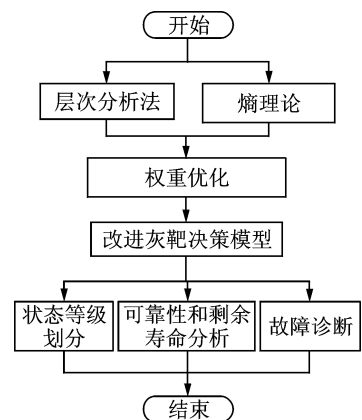 开始
层次分析法
熵理论
权重优化
改进灰靶决策模型
状态等级
划分
可靠性和剩余
寿命分析
故障诊断
结束